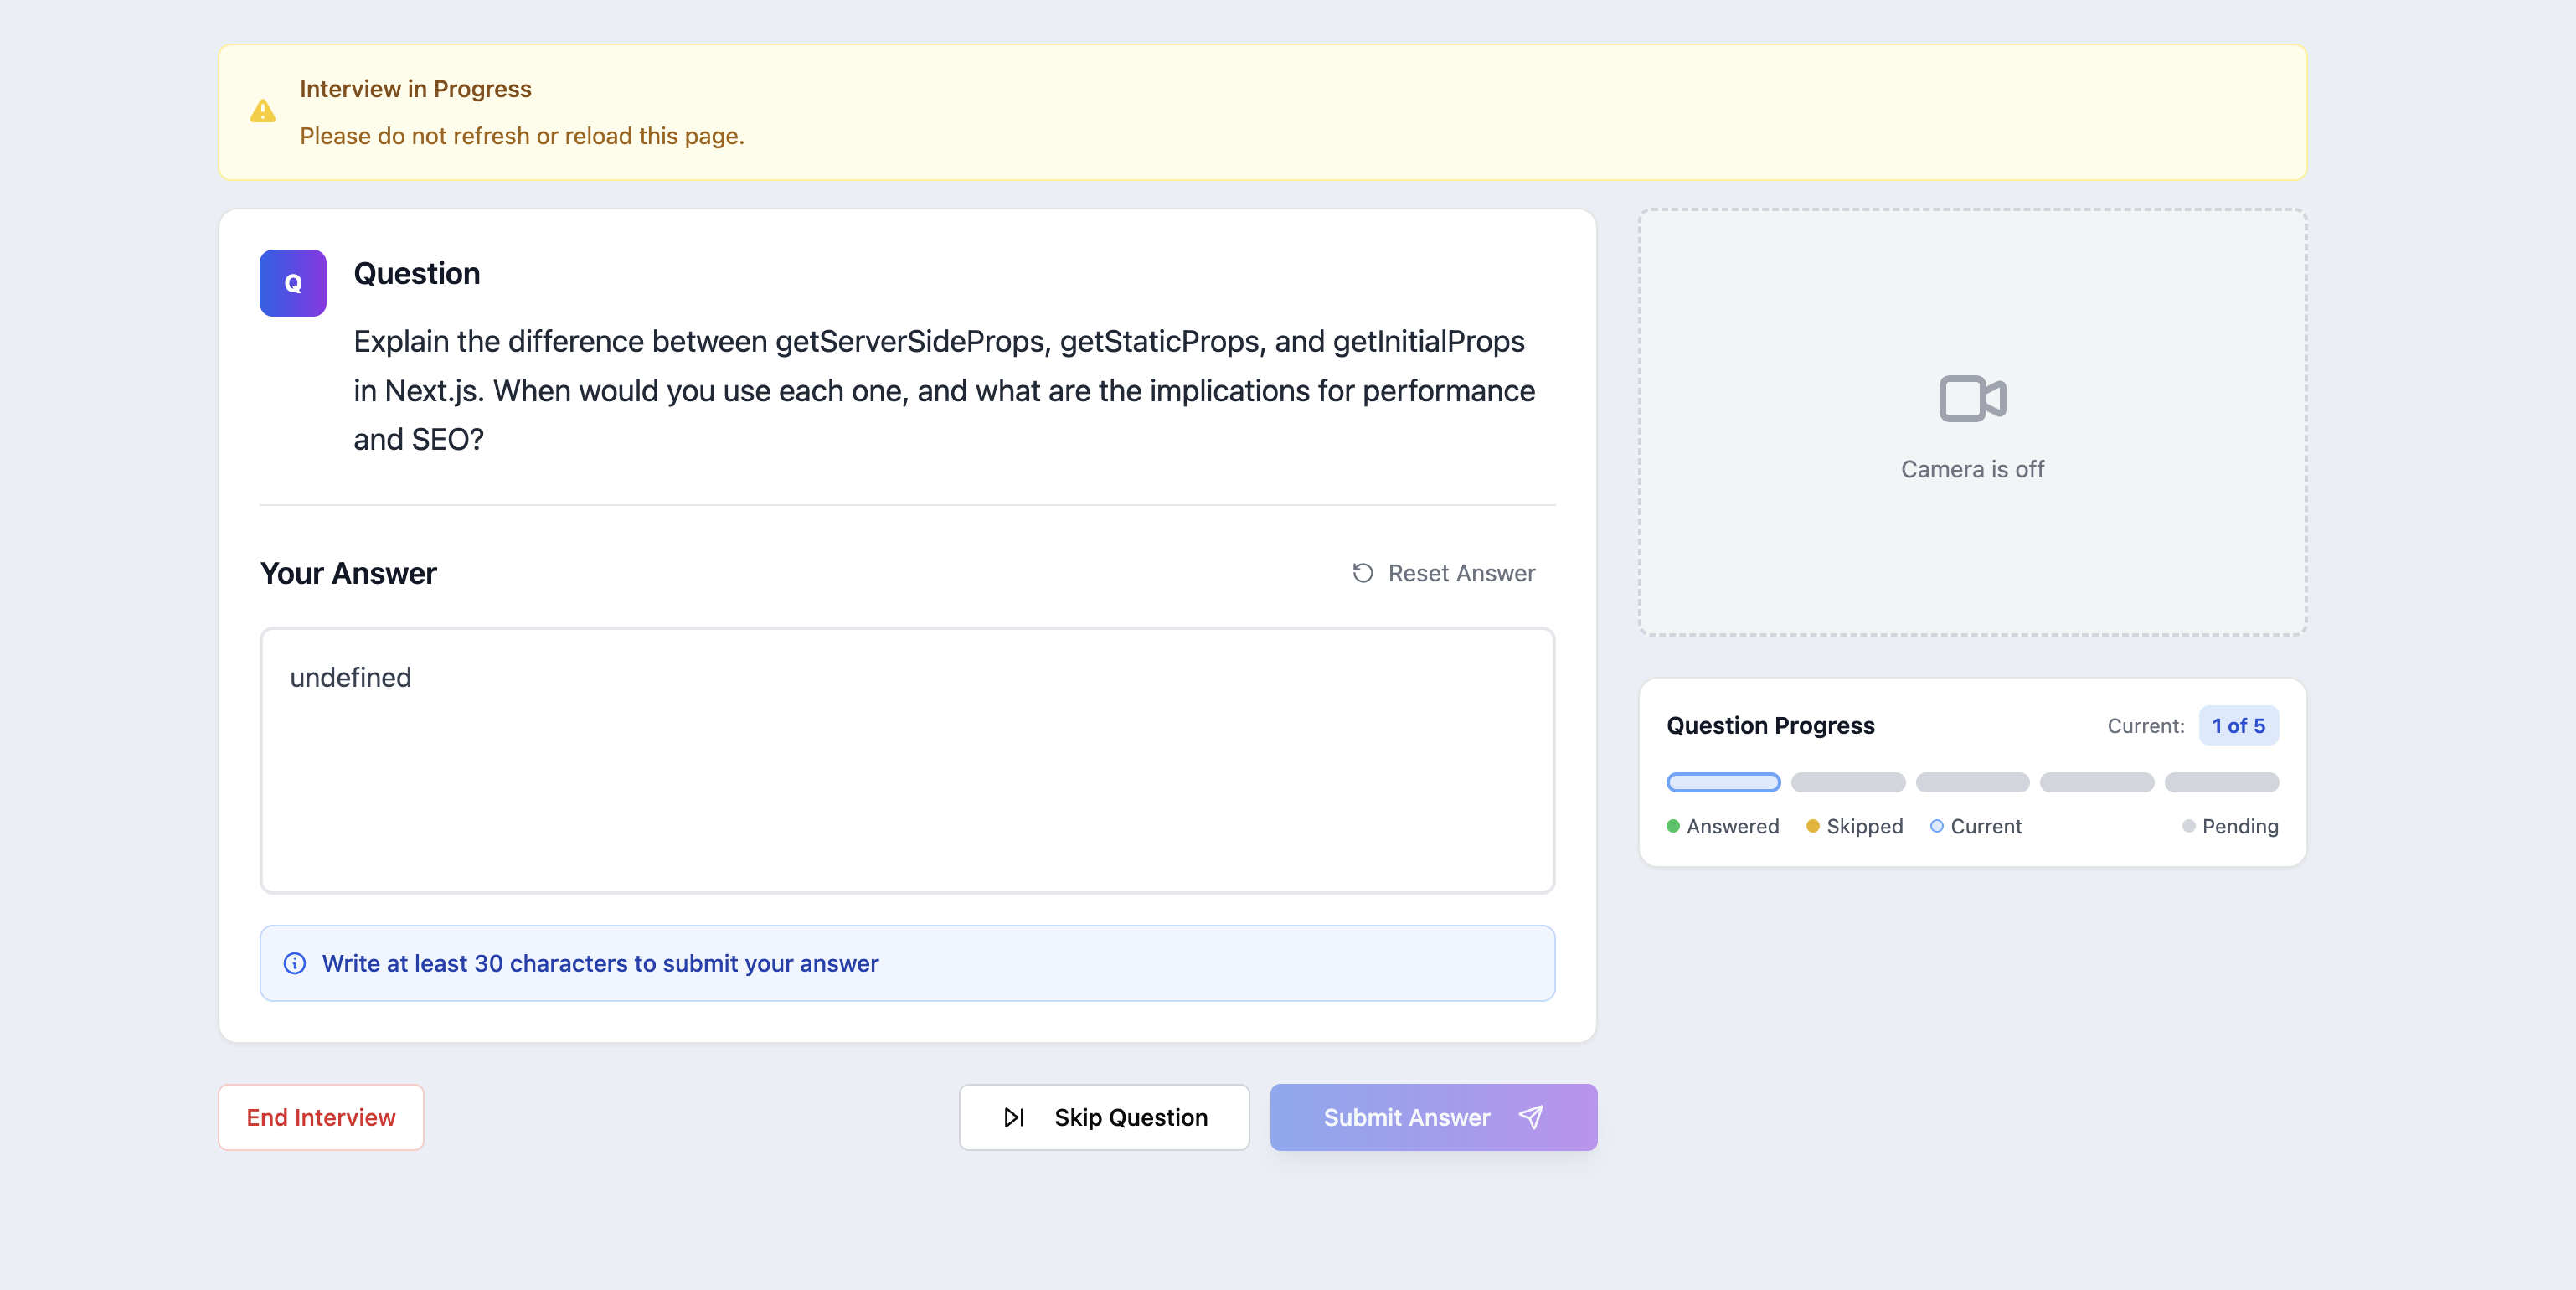 Interview in Progress
Please do not refresh or reload this page.
Q
Question
Explain the difference between getServerSideProps, getStaticProps, and getInitialProps
in Next.js. When would you use each one, and what are the implications for performance
and SEO?
Your Answer
Reset Answer
undefined
Write at least 30 characters to submit your answer
End Interview
Skip Question
Submit Answer
Camera is off
Question Progress
Current: 1 of 5
Answered Skipped Current Pending